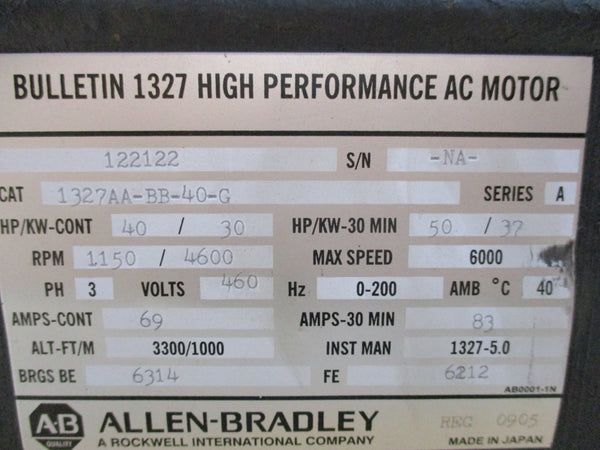 BULLETIN 1327 HIGH PERFORMANCE AC MOTOR
122122 S/N -NA-
CAT 1327AA-BB-40-G SERIES A
HP/KW-CONT 40 / 30 HP/KW-30 MIN 50 / 37
RPM 1150 / 4600 MAX SPEED 6000
PH 3 VOLTS 460 Hz 0-200 AMB °C 40
AMPS-CONT 69 AMPS-30 MIN 83
ALT-FT/M 3300/1000 INST MAN 1327-5.0
BRGS BE 6314 FE 6212
AB0001-1N
AB QUALITY ALLEN-BRADLEY REG 0905
A ROCKWELL INTERNATIONAL COMPANY MADE IN JAPAN